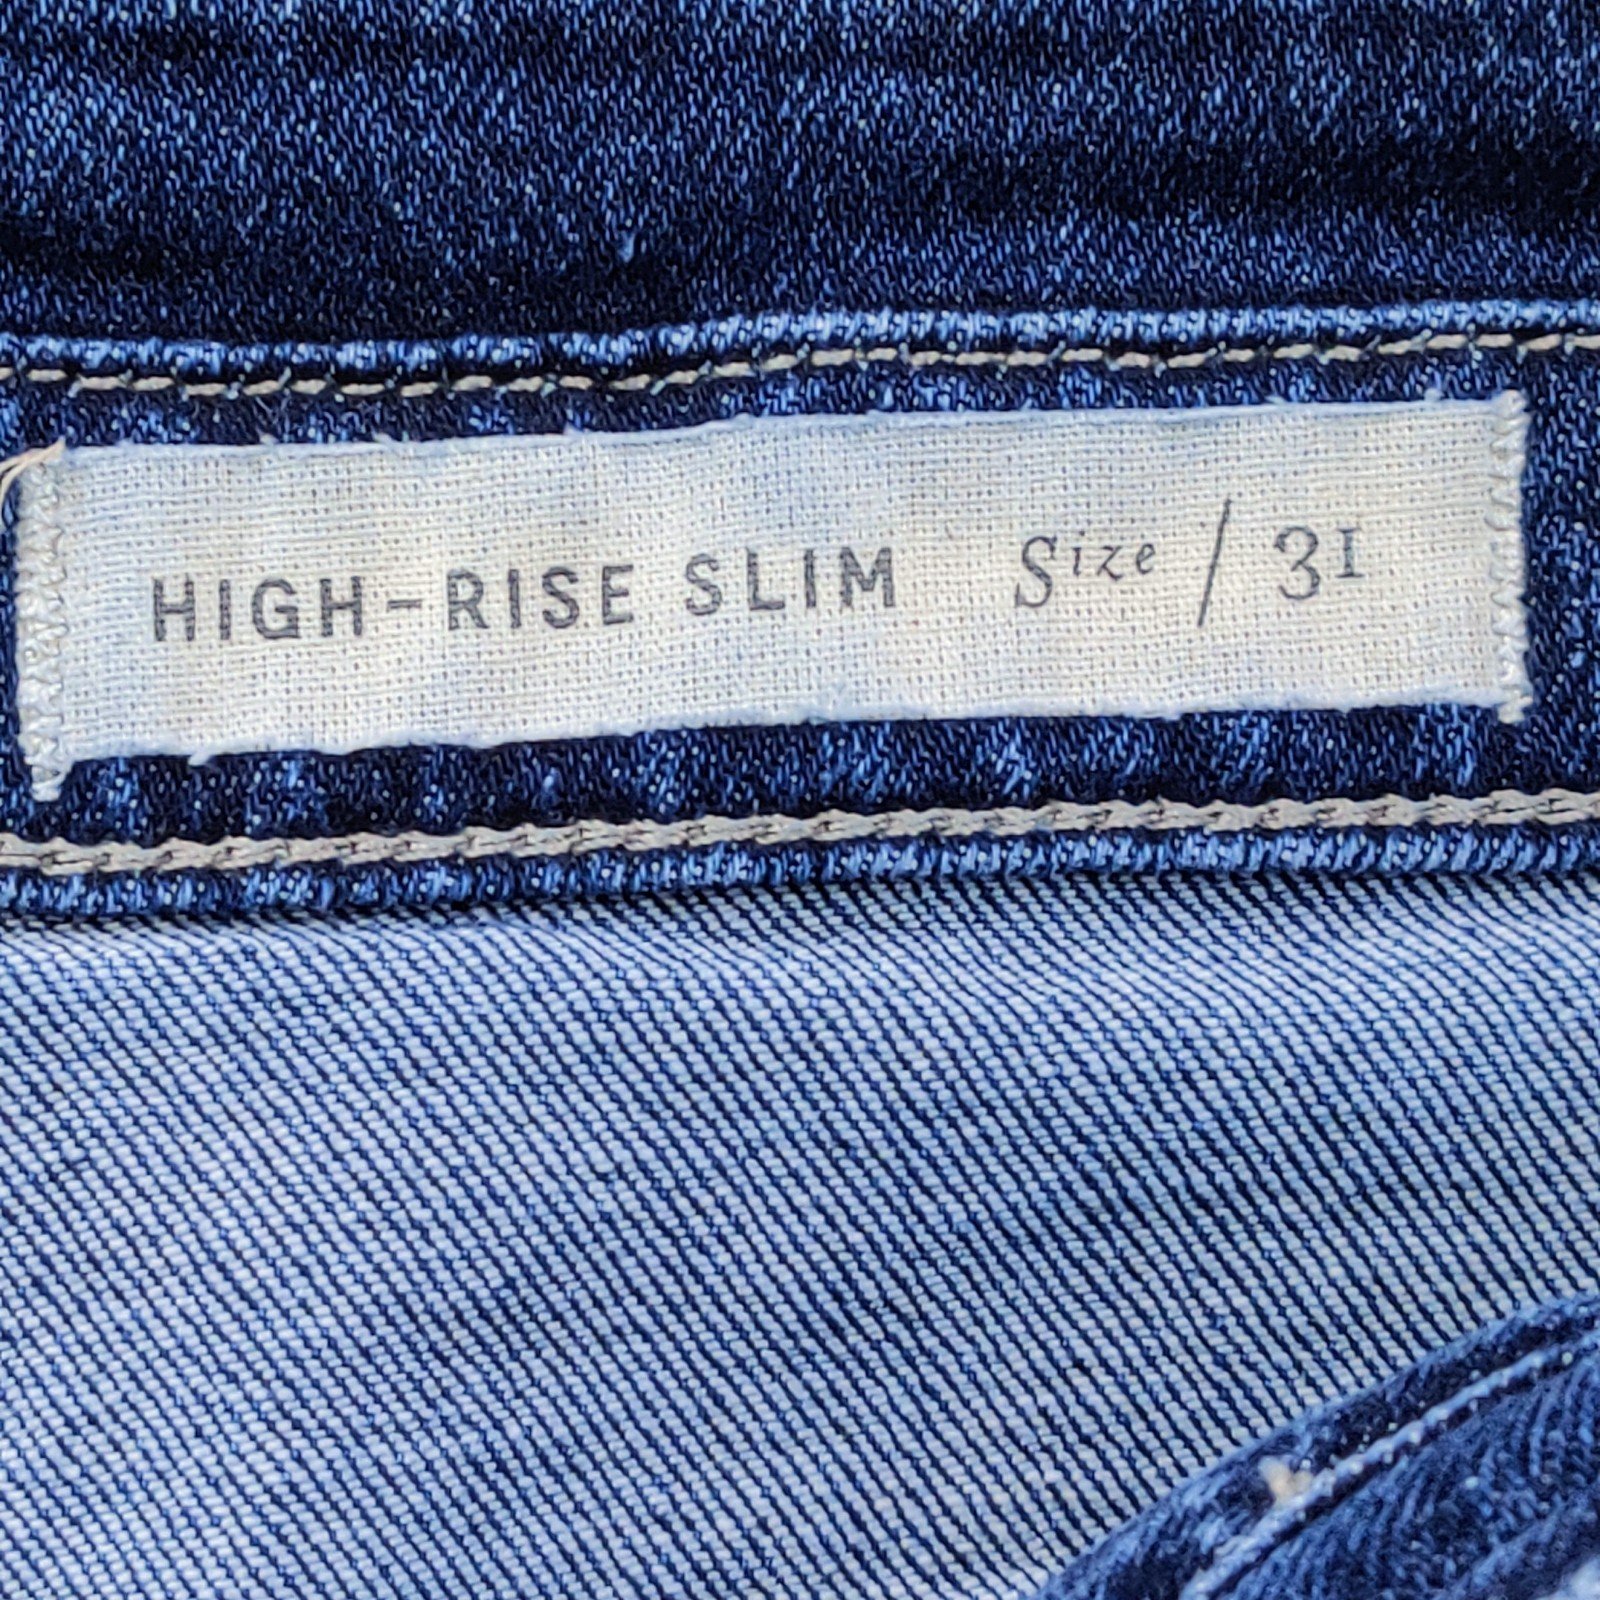 HIGH-RISE SLIM Size / 31